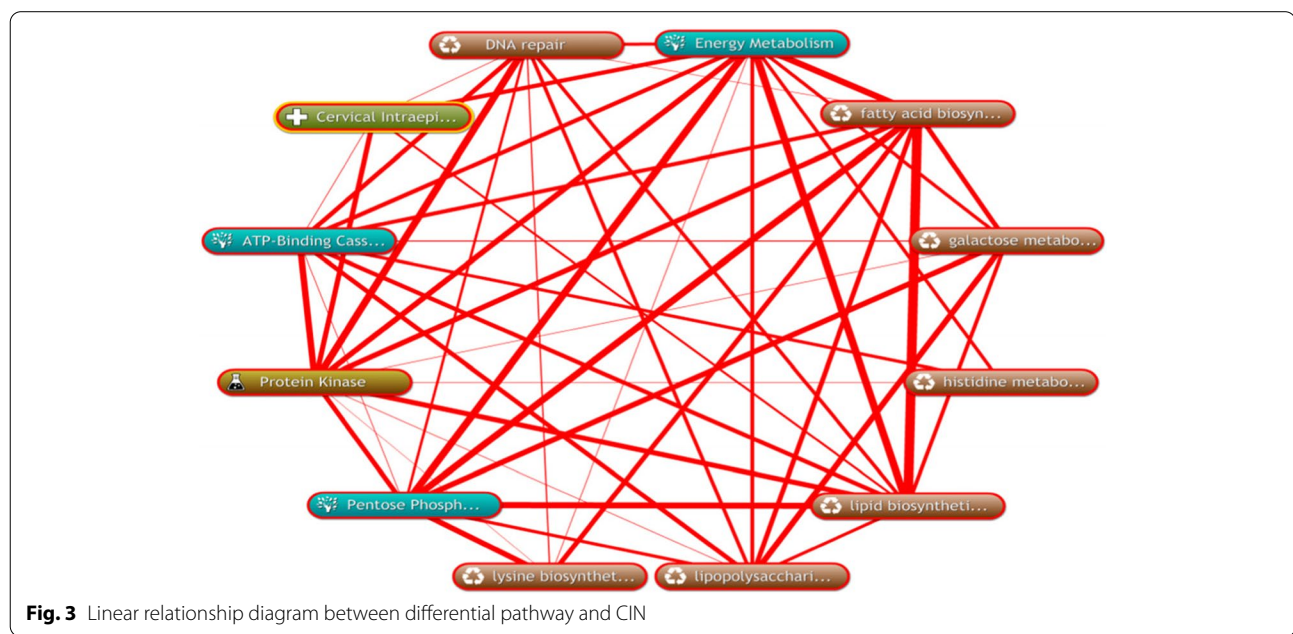 DNA repair
Energy Metabolism
Cervical Intraepi...
fatty acid biosyn...
ATP-Binding Cass...
galactose metabo...
Protein Kinase
histidine metabo...
Pentose Phosph...
lipid biosyntheti...
lysine biosynthet...
lipopolysacchari...
Fig. 3 Linear relationship diagram between differential pathway and CIN